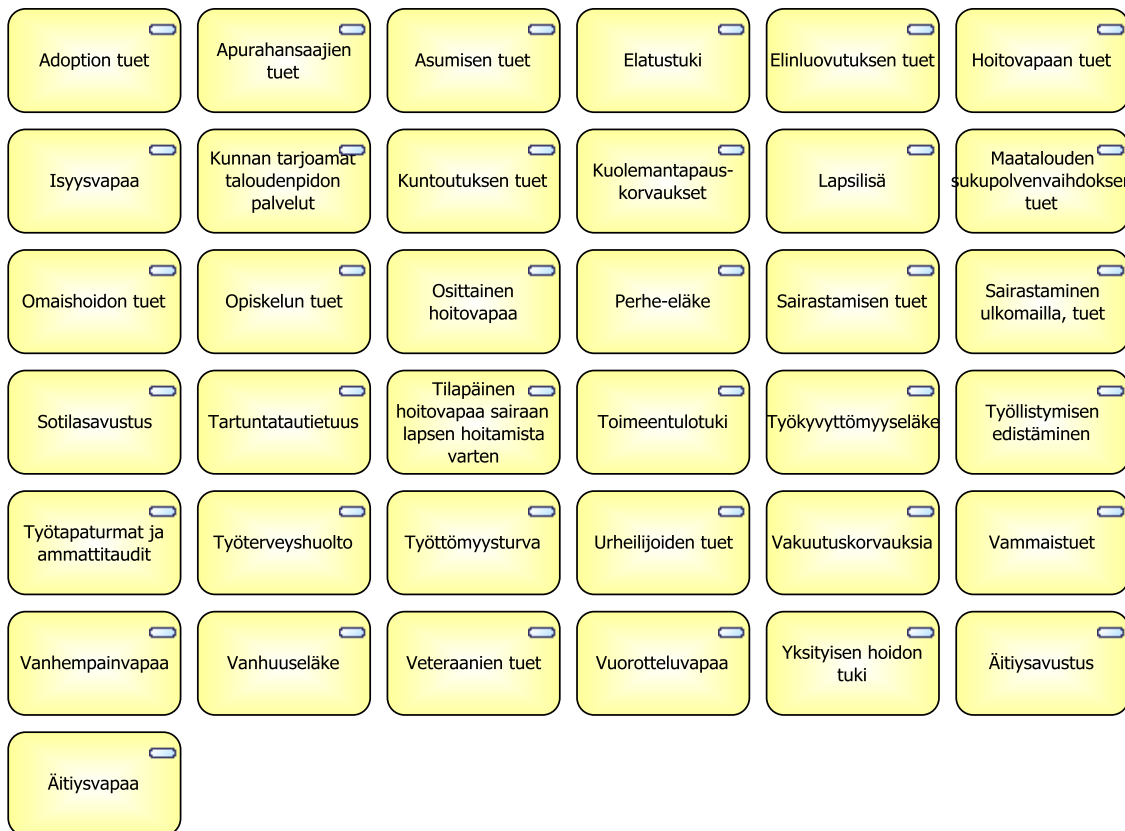 Adoption tuet
Apurahansaajien
tuet
Asumisen tuet
Elatustuki
Elinluovutuksen tuet
Hoitovapaan tuet
Isyysvapaa
Kunnan tarjoamat
taloudenpidon
palvelut
Kuntoutuksen tuet
Kuolemantapaus-
korvaukset
Lapsilisä
Maatalouden
sukupolvenvaihdoksen
tuet
Omaishoidon tuet
Opiskelun tuet
Osittainen
hoitovapaa
Perhe-eläke
Sairastamisen tuet
Sairastaminen
ulkomailla, tuet
Sotilasavustus
Tartuntatautietuus
Tilapäinen
hoitovapaa sairaan
lapsen hoitamista
varten
Toimeentulotuki
Työkyvyttömyyseläke
Työllistymisen
edistäminen
Työtapaturmat ja
ammattitaudit
Työterveyshuolto
Työttömyysturva
Urheilijoiden tuet
Vakuutuskorvauksia
Vammaistuet
Vanhempainvapaa
Vanhuuseläke
Veteraanien tuet
Vuorotteluvapaa
Yksityisen hoidon
tuki
Äitiysavustus
Äitiysvapaa